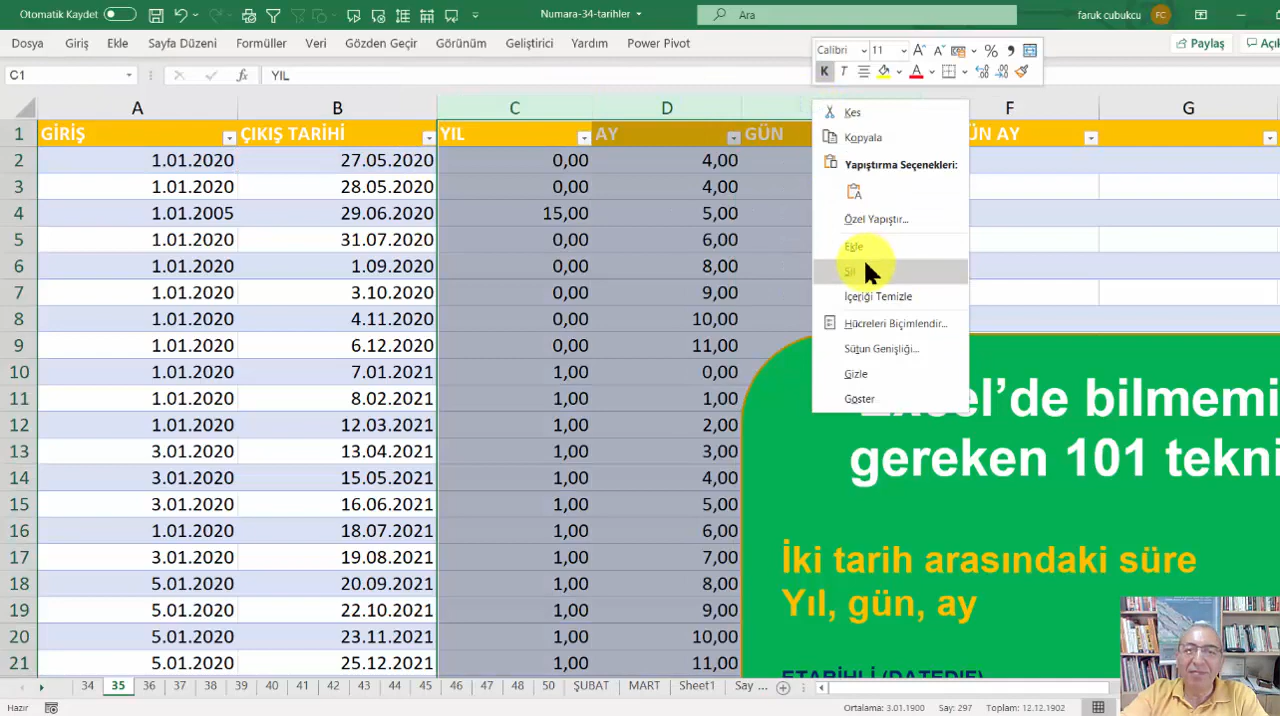 Otomatik Kaydet
Numara-34-tarihler
Ara
faruk cubukcu FC
Dosya Giriş Ekle Sayfa Düzeni Formüller Veri Gözden Geçir Görünüm Geliştirici Yardım Power Pivot
Paylaş
Calibri 11
K T
C1 fx YIL
A B C D F G
1 GİRİŞ ÇIKIŞ TARİHİ YIL AY GÜN ÜN AY
2 1.01.2020 27.05.2020 0,00 4,00
3 1.01.2020 28.05.2020 0,00 4,00
4 1.01.2005 29.06.2020 15,00 5,00
5 1.01.2020 31.07.2020 0,00 6,00
6 1.01.2020 1.09.2020 0,00 8,00
7 1.01.2020 3.10.2020 0,00 9,00
8 1.01.2020 4.11.2020 0,00 10,00
9 1.01.2020 6.12.2020 0,00 11,00
10 1.01.2020 7.01.2021 1,00 0,00
11 1.01.2020 8.02.2021 1,00 1,00
12 1.01.2020 12.03.2021 1,00 2,00
13 3.01.2020 13.04.2021 1,00 3,00
14 3.01.2020 15.05.2021 1,00 4,00
15 3.01.2020 16.06.2021 1,00 5,00
16 1.01.2020 18.07.2021 1,00 6,00
17 3.01.2020 19.08.2021 1,00 7,00
18 5.01.2020 20.09.2021 1,00 8,00
19 5.01.2020 22.10.2021 1,00 9,00
20 5.01.2020 23.11.2021 1,00 10,00
21 5.01.2020 25.12.2021 1,00 11,00
Kes
Kopyala
Yapıştırma Seçenekleri:
Özel Yapıştır...
Ekle
Sil
İçeriği Temizle
Hücreleri Biçimlendir...
Sütun Genişliği...
Gizle
Göster
Excel’de bilmemi
gereken 101 tekni
İki tarih arasındaki süre
Yıl, gün, ay
ETARİHLİ (DATEDIF)
35 36 37 38 39 40 41 42 43 44 45 46 47 48 50 ŞUBAT MART Sheet1 Say ...
Hazır
Ortalama: 3.01.1900 Say: 297 Toplam: 12.12.1902